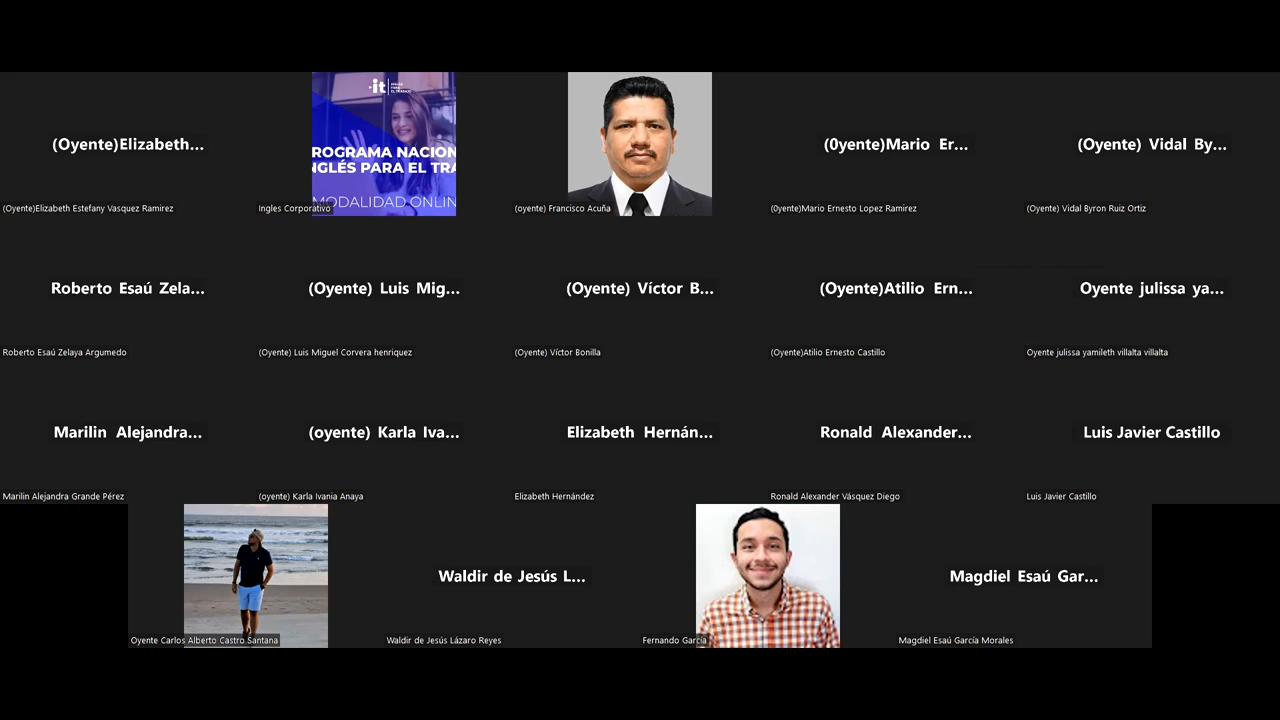 (Oyente)Elizabeth...
(Oyente)Elizabeth Estefany Vasquez Ramirez
it
INGLÉS
PARA
EL TRABAJO
ROGRAMA NACION
NGLÉS PARA EL TRA
MODALIDAD ONLIN
Ingles Corporativo
(oyente) Francisco Acuña
(0yente)Mario Er...
(0yente)Mario Ernesto Lopez Ramirez
(Oyente) Vidal By...
(Oyente) Vidal Byron Ruiz Ortiz
Roberto Esaú Zela...
Roberto Esaú Zelaya Argumedo
(Oyente) Luis Mig...
(Oyente) Luis Miguel Corvera henriquez
(Oyente) Víctor B...
(Oyente) Víctor Bonilla
(Oyente)Atilio Ern...
(Oyente)Atilio Ernesto Castillo
Oyente julissa ya...
Oyente julissa yamileth villalta villalta
Marilin Alejandra...
Marilin Alejandra Grande Pérez
(oyente) Karla Iva...
(oyente) Karla Ivania Anaya
Elizabeth Hernán...
Elizabeth Hernández
Ronald Alexander...
Ronald Alexander Vásquez Diego
Luis Javier Castillo
Luis Javier Castillo
Oyente Carlos Alberto Castro Santana
Waldir de Jesús L...
Waldir de Jesús Lázaro Reyes
Fernando García
Magdiel Esaú Gar...
Magdiel Esaú García Morales